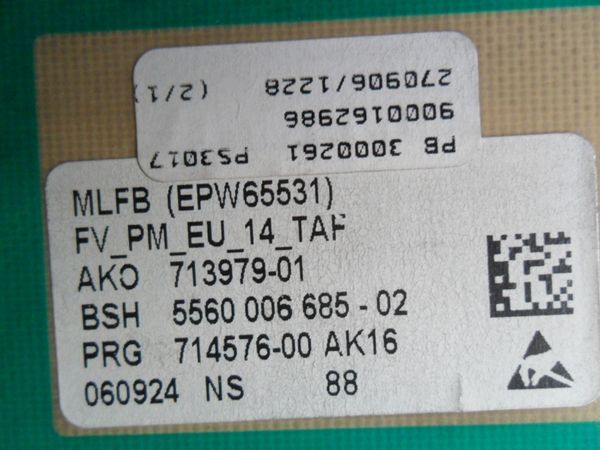 PB 3000261 PS3017
9000162986
270906/1228 (2/1)
MLFB (EPW65531)
FV_PM_EU_14_TAF
AKO 713979-01
BSH 5560 006 685 - 02
PRG 714576-00 AK16
060924 NS 88